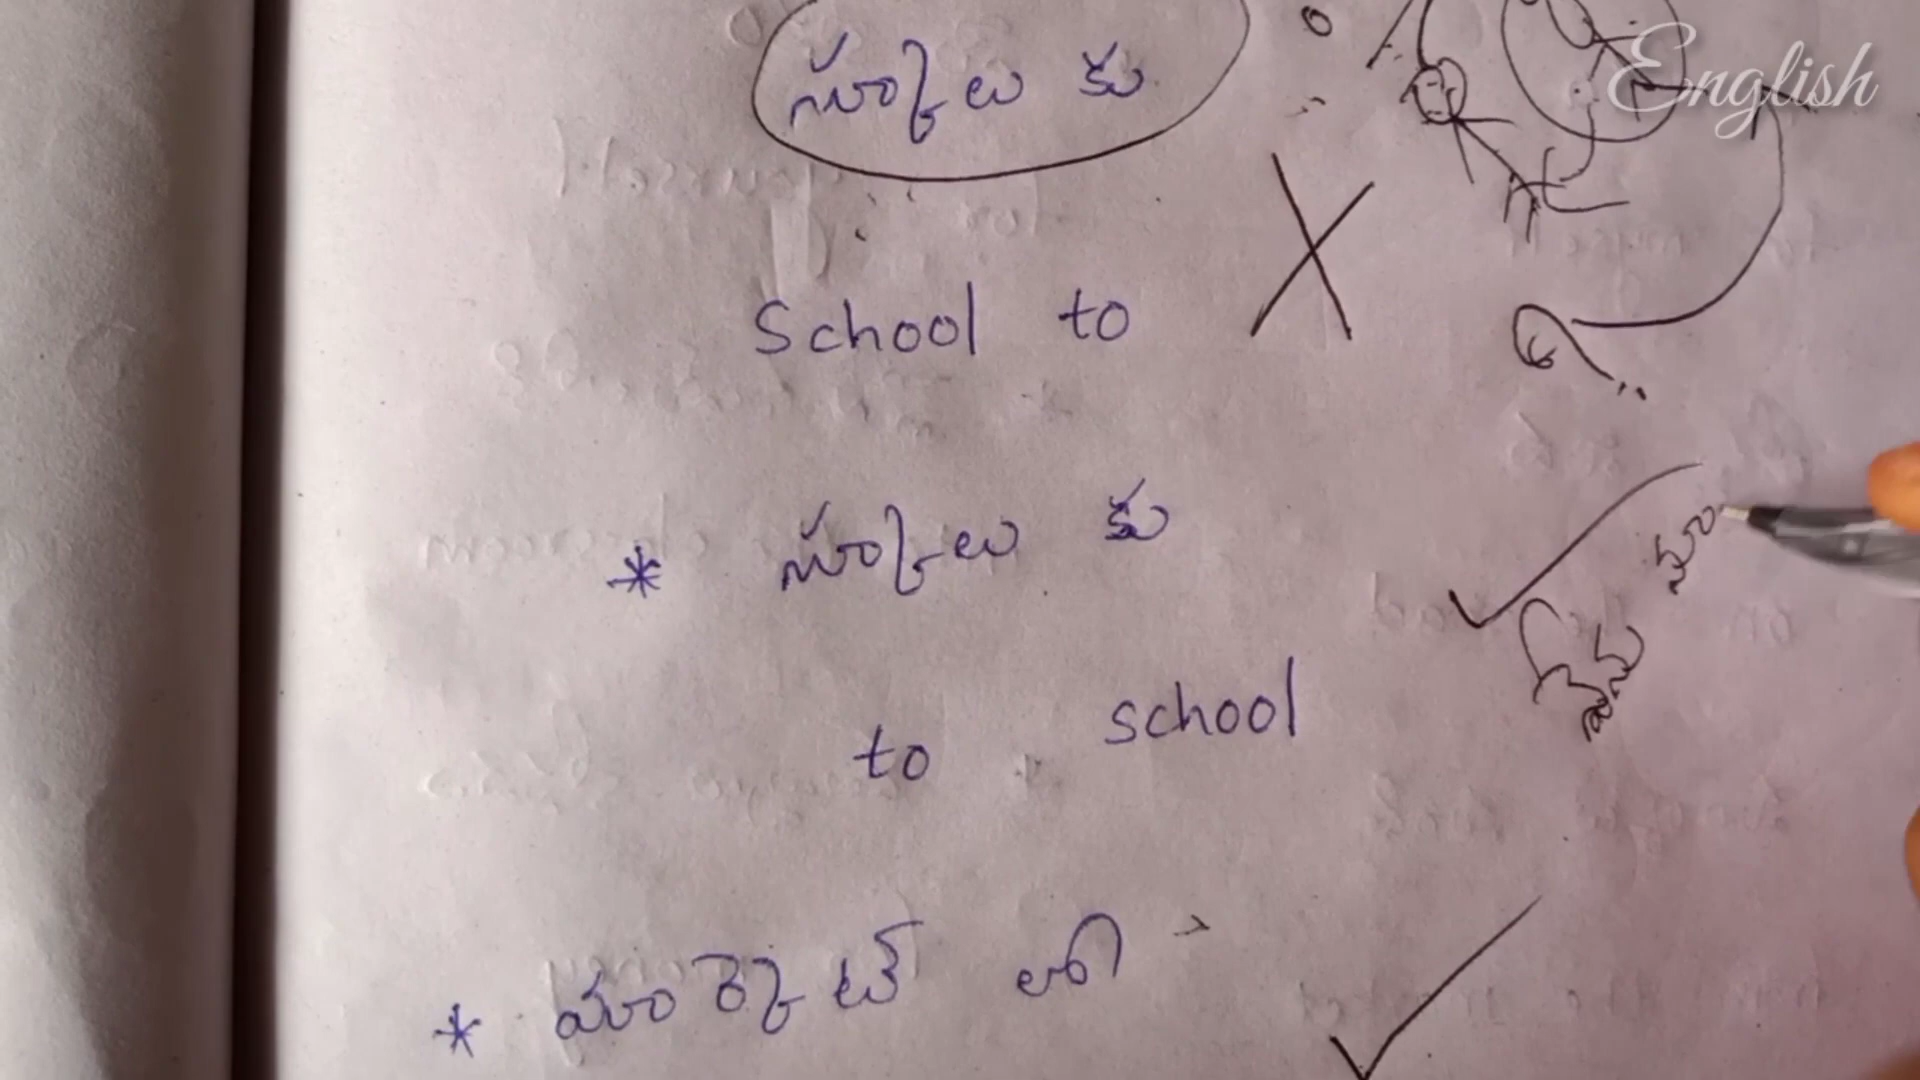 English
స్కూలు కు
School to
* స్కూలు కు
to school
* మార్కెట్ లో